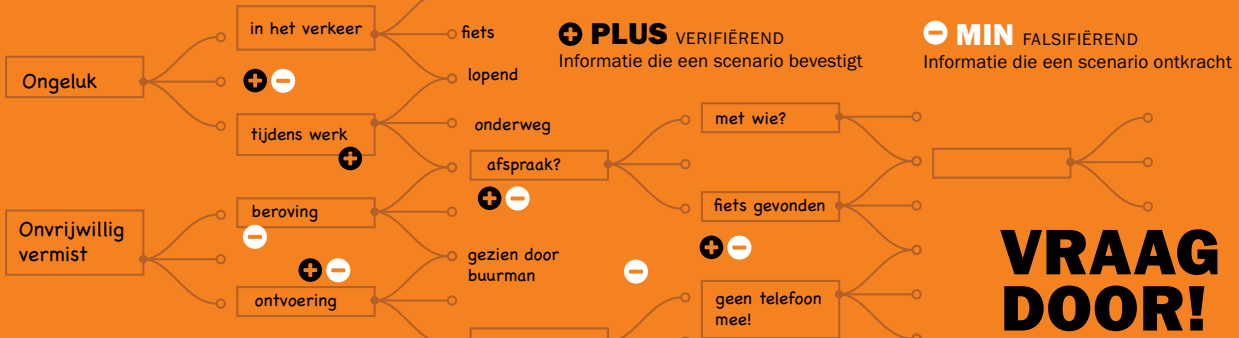 in het verkeer
fiets
PLUS VERIFIËREND
Informatie die een scenario bevestigt
MIN FALSIFIËREND
Informatie die een scenario ontkracht
Ongeluk
lopend
tijdens werk
onderweg
met wie?
afspraak?
Onvrijwillig
vermist
beroving
fiets gevonden
gezien door
buurman
ontvoering
geen telefoon
mee!
VRAAG
DOOR!